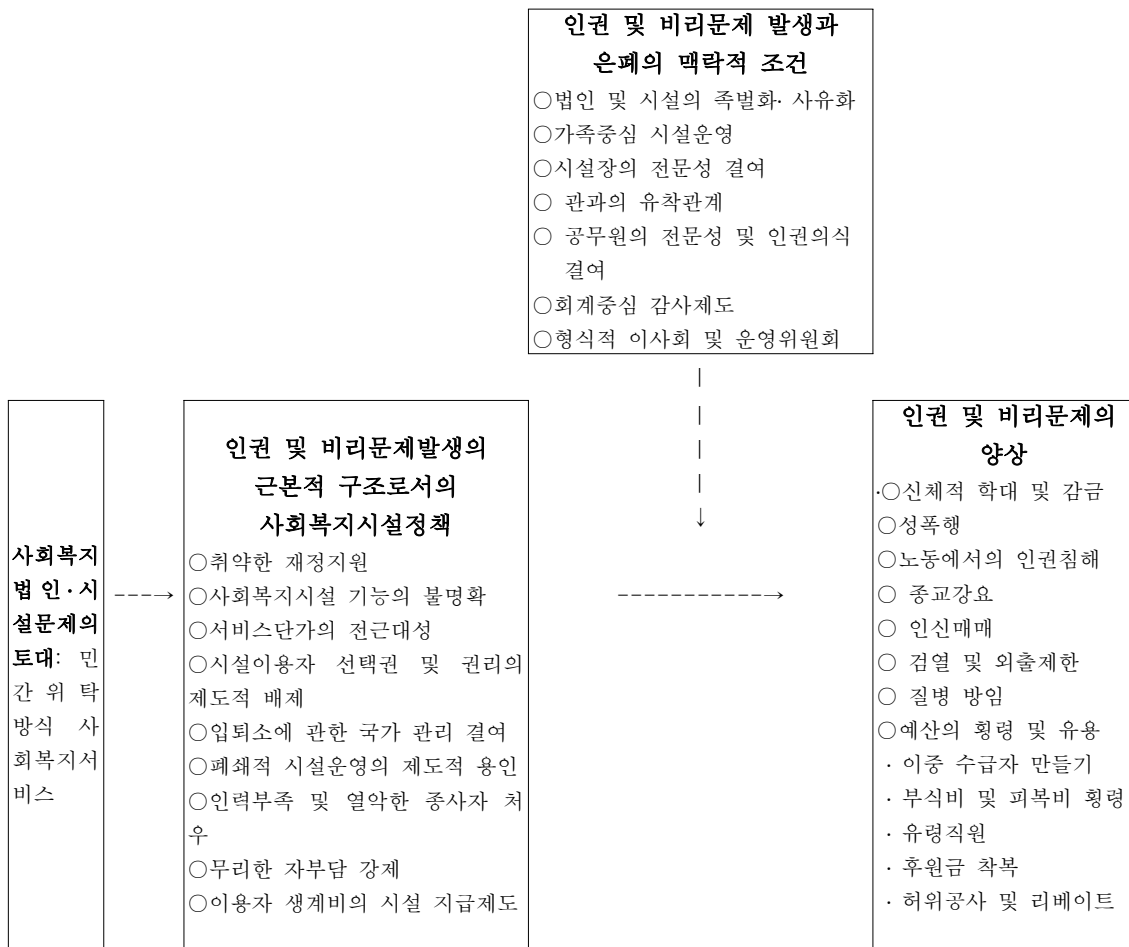 인권 및 비리문제 발생과
은폐의 맥락적 조건
○법인 및 시설의 족벌화· 사유화
○가족중심 시설운영
○시설장의 전문성 결여
○ 관과의 유착관계
○ 공무원의 전문성 및 인권의식
결여
○회계중심 감사제도
○형식적 이사회 및 운영위원회
|
|
|
|
↓
사회복지
법인·시
설문제의
토대: 민
간 위 탁
방식 사
회복지서
비스
---→
인권 및 비리문제발생의
근본적 구조로서의
사회복지시설정책
○취약한 재정지원
○사회복지시설 기능의 불명확
○서비스단가의 전근대성
○시설이용자 선택권 및 권리의
제도적 배제
○입퇴소에 관한 국가 관리 결여
○폐쇄적 시설운영의 제도적 용인
○인력부족 및 열악한 종사자 처
우
○무리한 자부담 강제
○이용자 생계비의 시설 지급제도
-----------→
인권 및 비리문제의
양상
·○신체적 학대 및 감금
○성폭행
○노동에서의 인권침해
○ 종교강요
○ 인신매매
○ 검열 및 외출제한
○ 질병 방임
○예산의 횡령 및 유용
· 이중 수급자 만들기
· 부식비 및 피복비 횡령
· 유령직원
· 후원금 착복
· 허위공사 및 리베이트